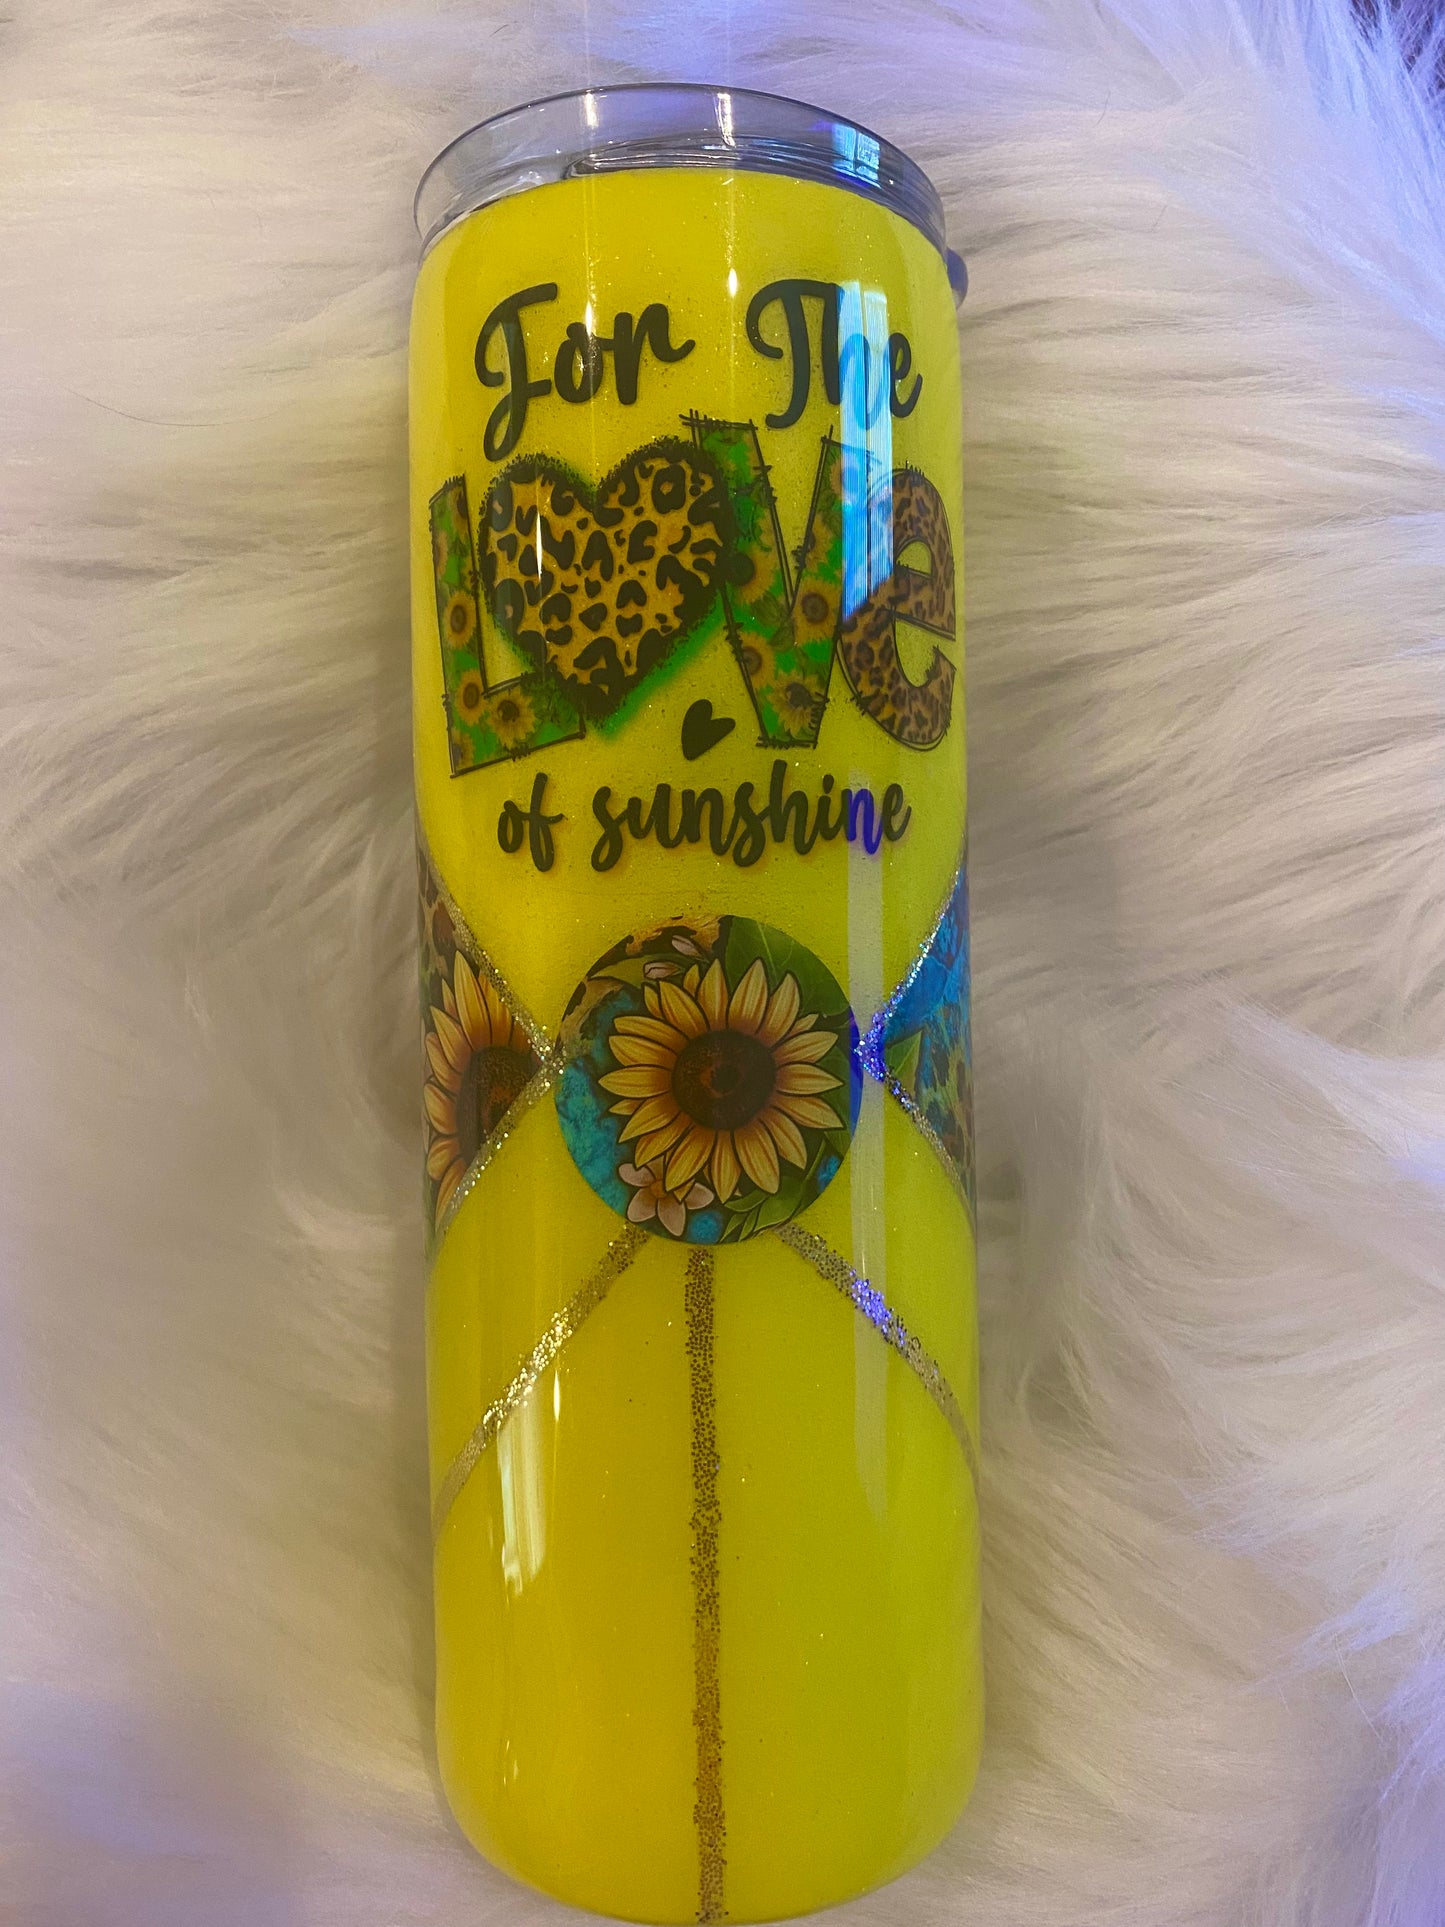 For The
LOVe
of sunshine